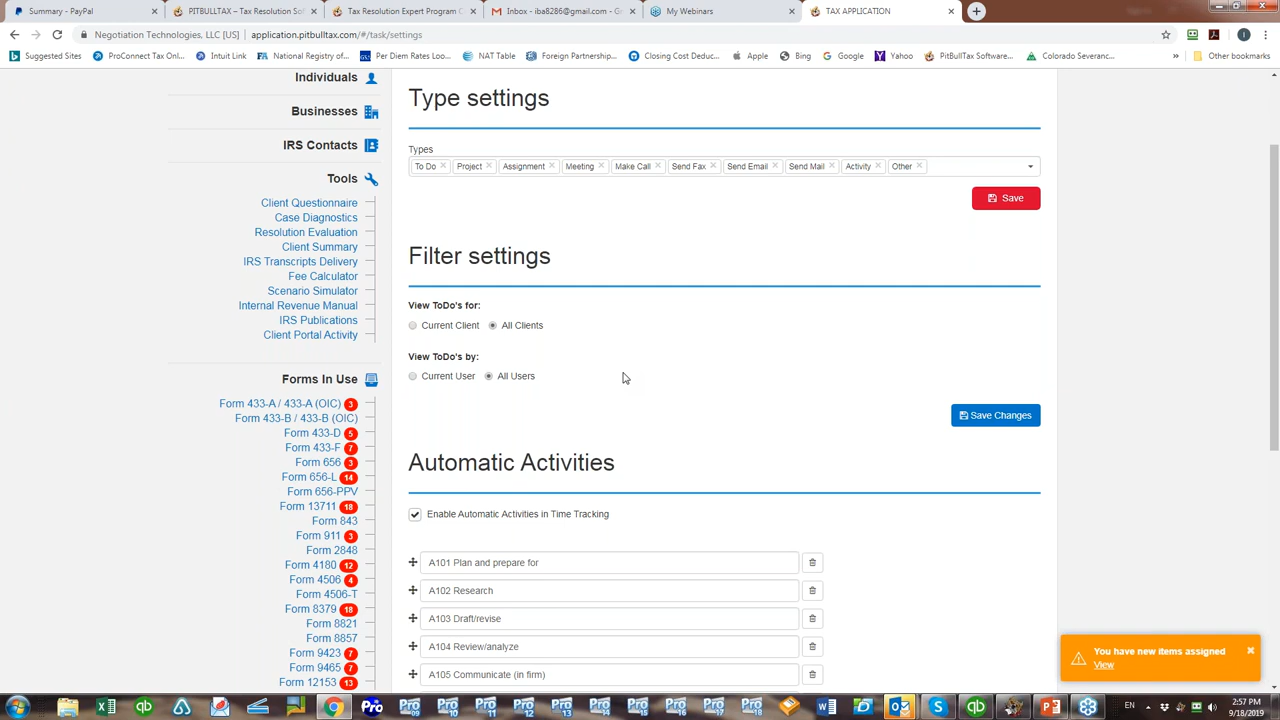 Summary - PayPal
PITBULLTAX – Tax Resolution Sof
Tax Resolution Expert Program C
Inbox - iba8286@gmail.com - G
My Webinars
TAX APPLICATION
Negotiation Technologies, LLC [US] | application.pitbulltax.com/#/task/settings
Suggested Sites
ProConnect Tax Onl...
Intuit Link
National Registry of...
Per Diem Rates Loo...
NAT Table
Foreign Partnership...
Closing Cost Deduc...
Apple
Bing
Google
Yahoo
PitBullTax Software...
Colorado Severanc...
» Other bookmarks
Individuals
Businesses
IRS Contacts
Tools
Client Questionnaire
Case Diagnostics
Resolution Evaluation
Client Summary
IRS Transcripts Delivery
Fee Calculator
Scenario Simulator
Internal Revenue Manual
IRS Publications
Client Portal Activity
Forms In Use
Form 433-A / 433-A (OIC) 3
Form 433-B / 433-B (OIC)
Form 433-D 5
Form 433-F 7
Form 656 3
Form 656-L 14
Form 656-PPV
Form 13711 18
Form 843
Form 911 3
Form 2848
Form 4180 12
Form 4506 4
Form 4506-T
Form 8379 18
Form 8821
Form 8857
Form 9423 7
Form 9465 7
Form 12153 13
Type settings
Types
To Do × Project × Assignment × Meeting × Make Call × Send Fax × Send Email × Send Mail × Activity × Other ×
Save
Filter settings
View ToDo's for:
Current Client All Clients
View ToDo's by:
Current User All Users
Save Changes
Automatic Activities
Enable Automatic Activities in Time Tracking
A101 Plan and prepare for
A102 Research
A103 Draft/revise
A104 Review/analyze
A105 Communicate (in firm)
You have new items assigned
View
EN
2:57 PM
9/18/2019